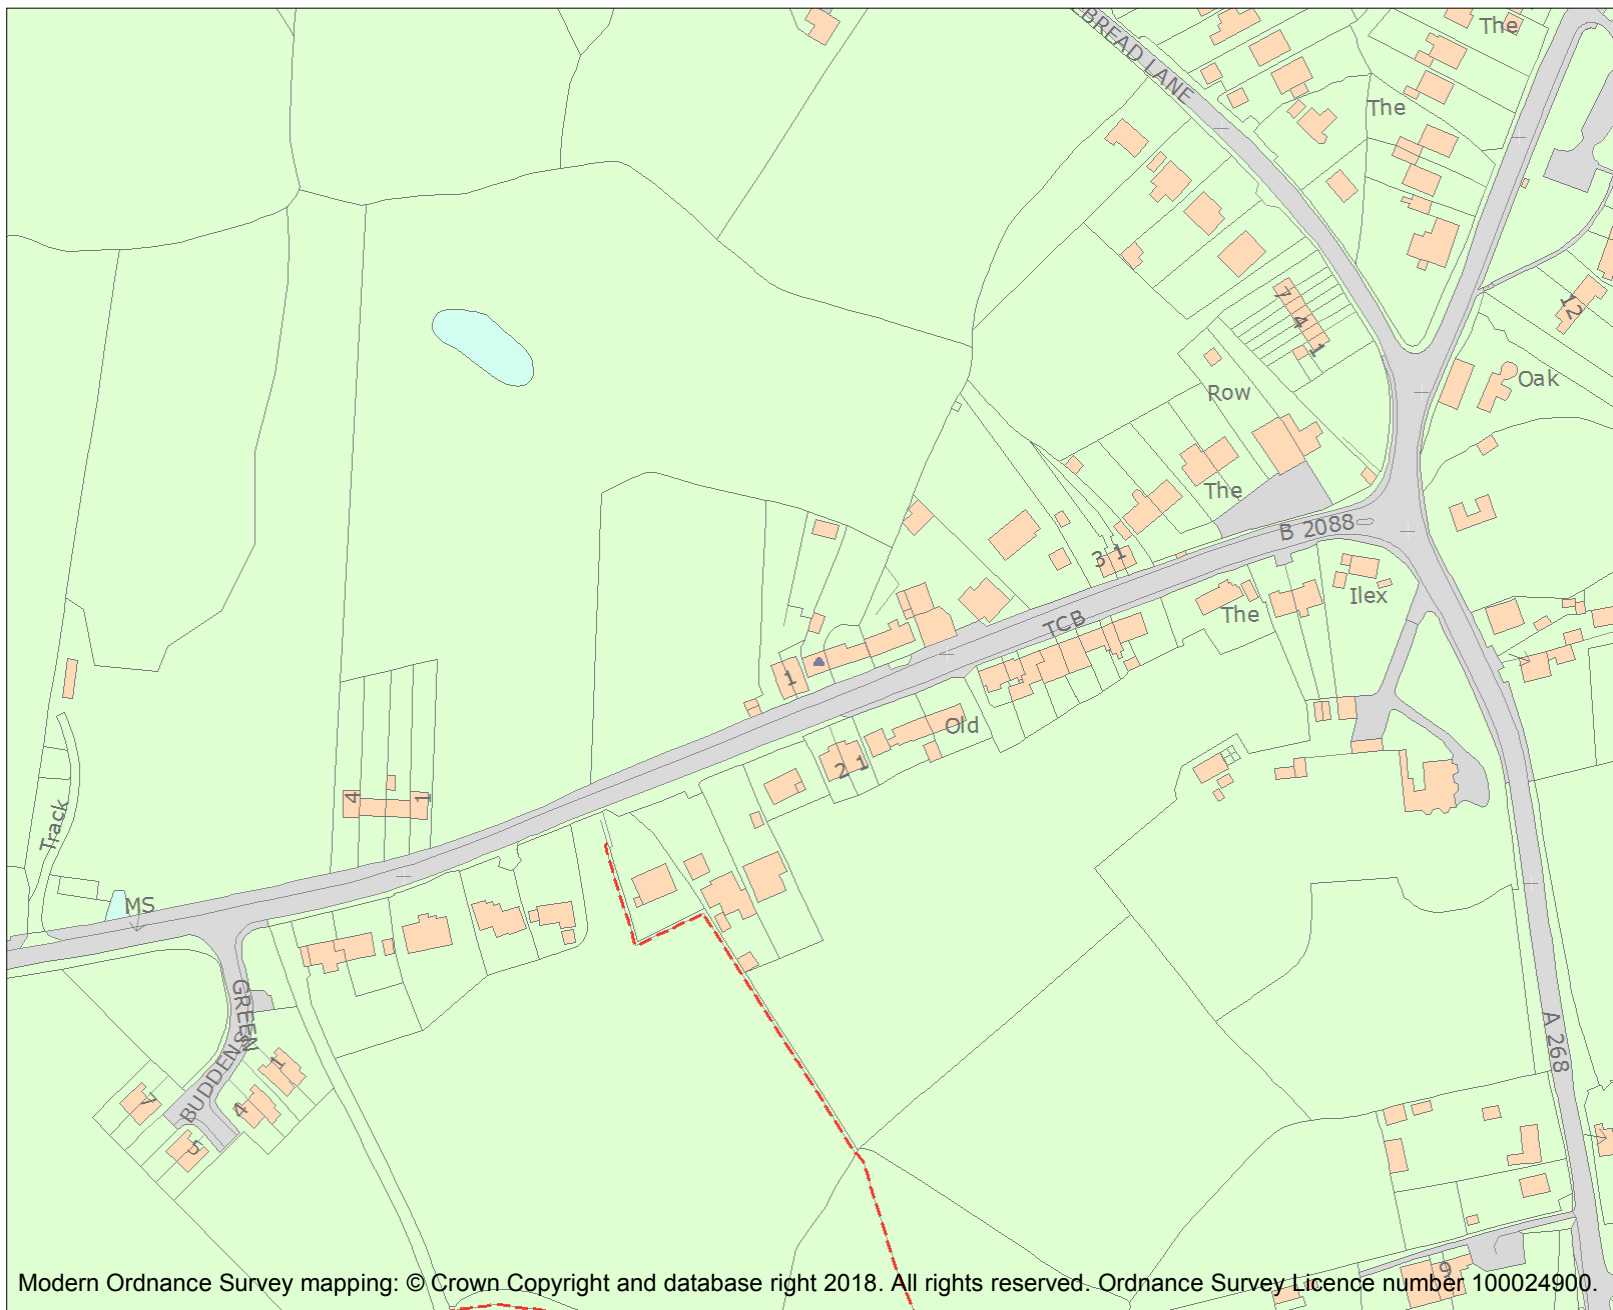 The
BREAD LANE
The
12
7
4
1
Oak
Row
The
B 2088
3 1
Ilex
The
TCB
1
Old
2 1
4
1
Track
MS
GREEN
BUDDENS
A 268
1
7
4
5
9
Modern Ordnance Survey mapping: © Crown Copyright and database right 2018. All rights reserved. Ordnance Survey Licence number 100024900.